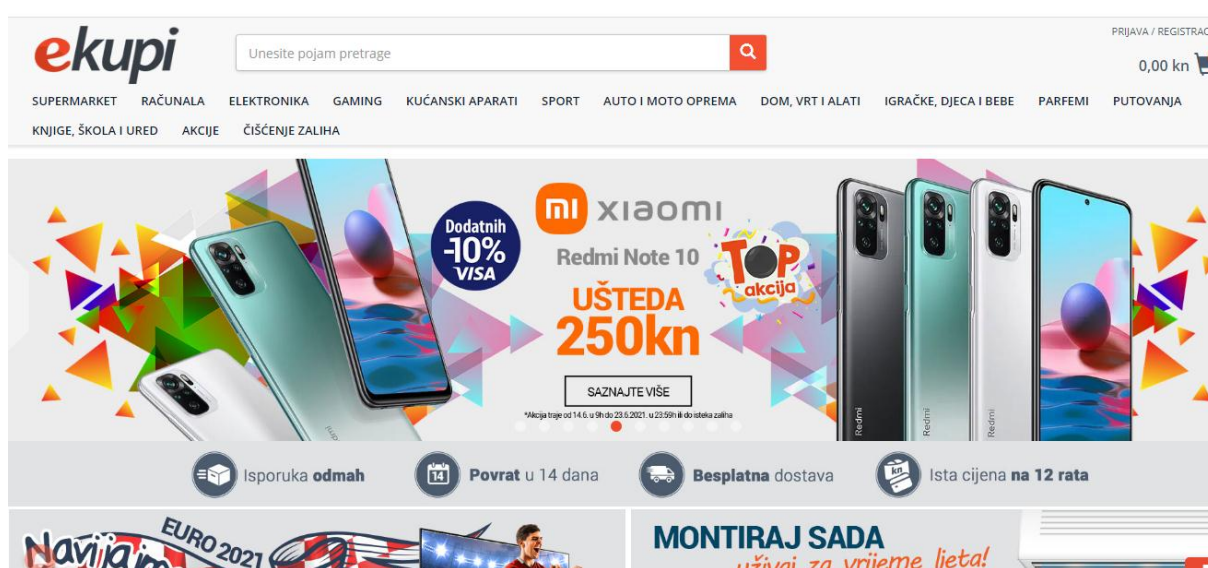 ekupi
Unesite pojam pretrage
PRIJAVA / REGISTRAC
0,00 kn
SUPERMARKET RAČUNALA ELEKTRONIKA GAMING KUĆANSKI APARATI SPORT AUTO I MOTO OPREMA DOM, VRT I ALATI IGRAČKE, DJECA I BEBE PARFEMI PUTOVANJA
KNJIGE, ŠKOLA I URED AKCIJE ČIŠĆENJE ZALIHA
mi xiaomi
Dodatnih
-10%
VISA
Redmi Note 10
TOP
akcija
UŠTEDA
250kn
SAZNAJTE VIŠE
*Akcija traje od 14.6. u 9h do 23.6.2021. u 23:59h ili do isteka zaliha
Redmi
Redmi
Redmi
Isporuka odmah
14
Povrat u 14 dana
Besplatna dostava
kn
Ista cijena na 12 rata
EURO 2021
MONTIRAJ SADA
uživaj za vrijeme ljeta!